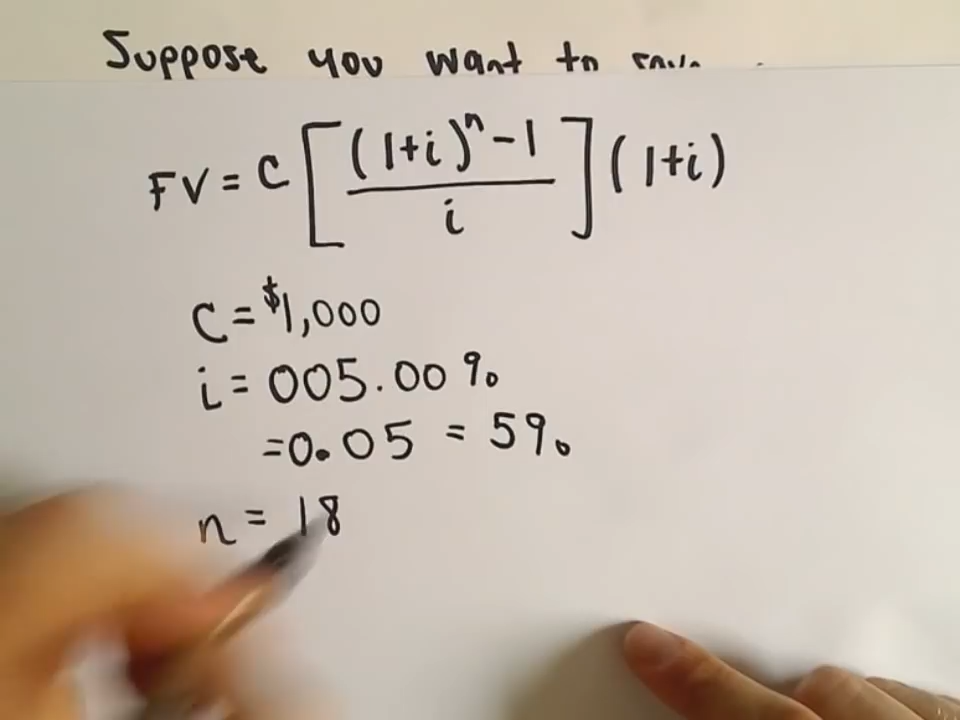 Suppose you want to
FV = C [ ((1+i)^n - 1) / i ] (1+i)
C = $1,000
i = 005.00%
= 0.05 = 5%
n = 18